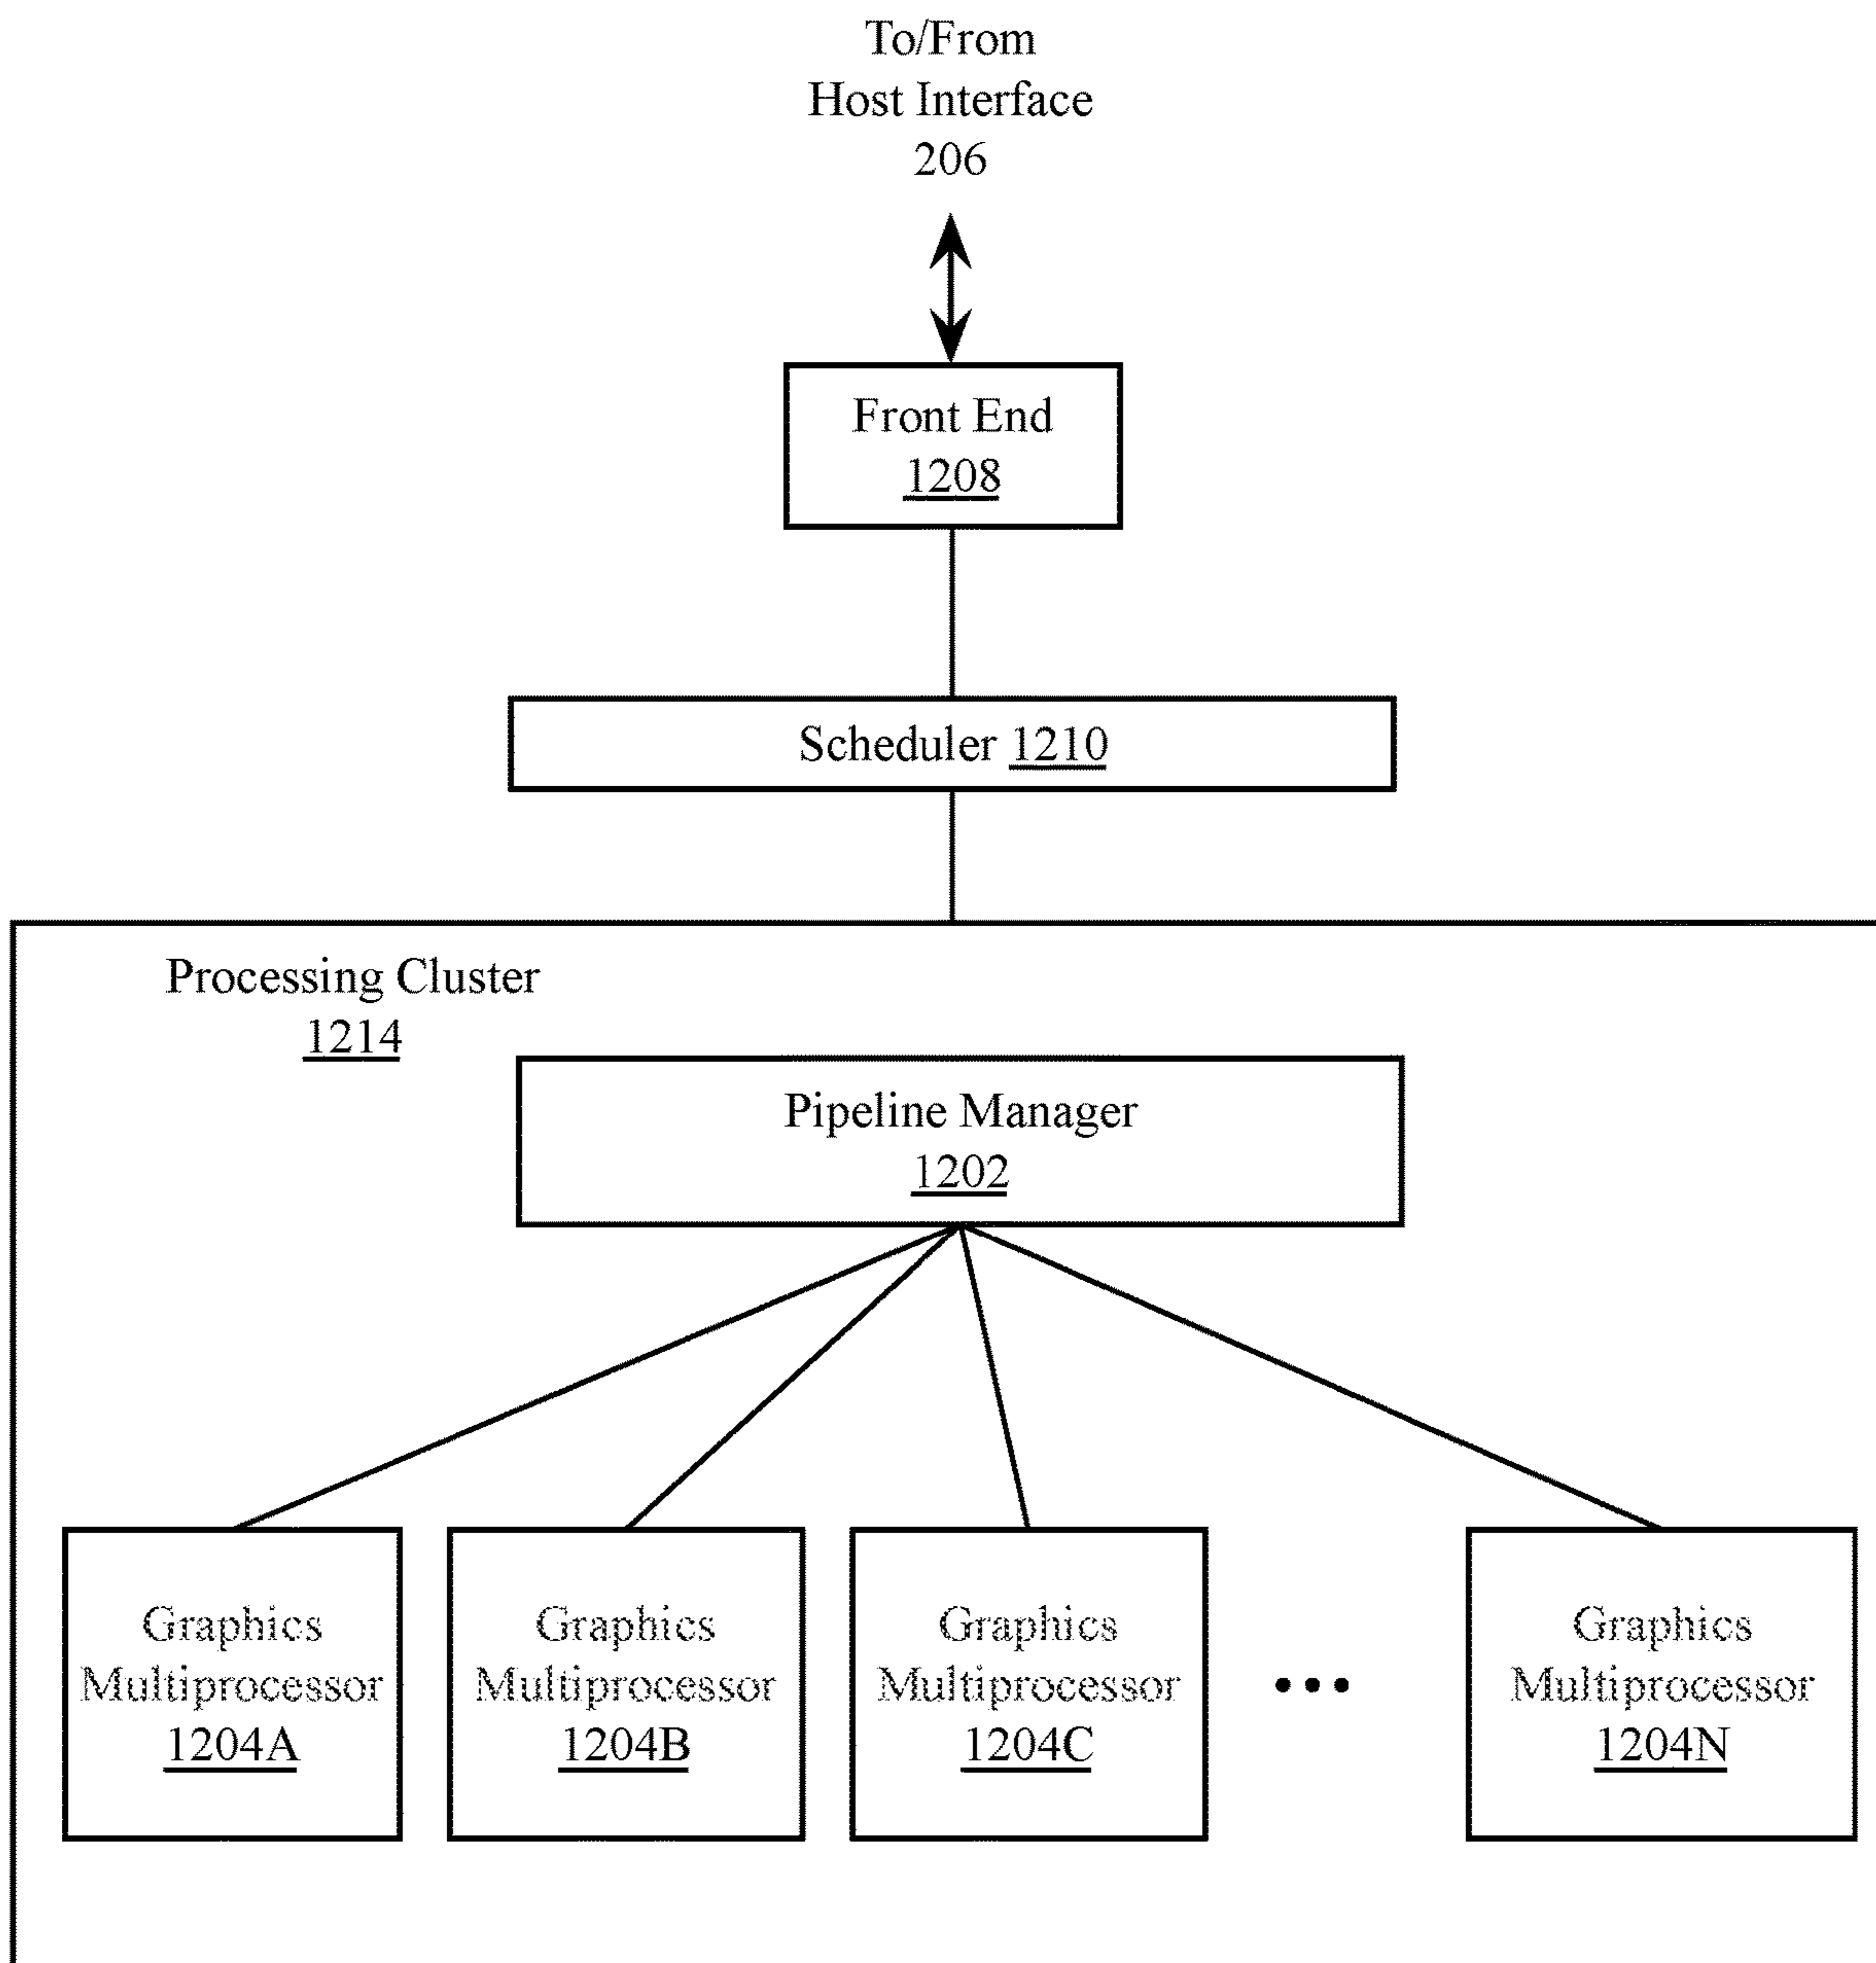 To/From
Host Interface
206
Front End
1208
Scheduler 1210
Processing Cluster
1214
Pipeline Manager
1202
Graphics
Multiprocessor
1204A
Graphics
Multiprocessor
1204B
Graphics
Multiprocessor
1204C
•••
Graphics
Multiprocessor
1204N